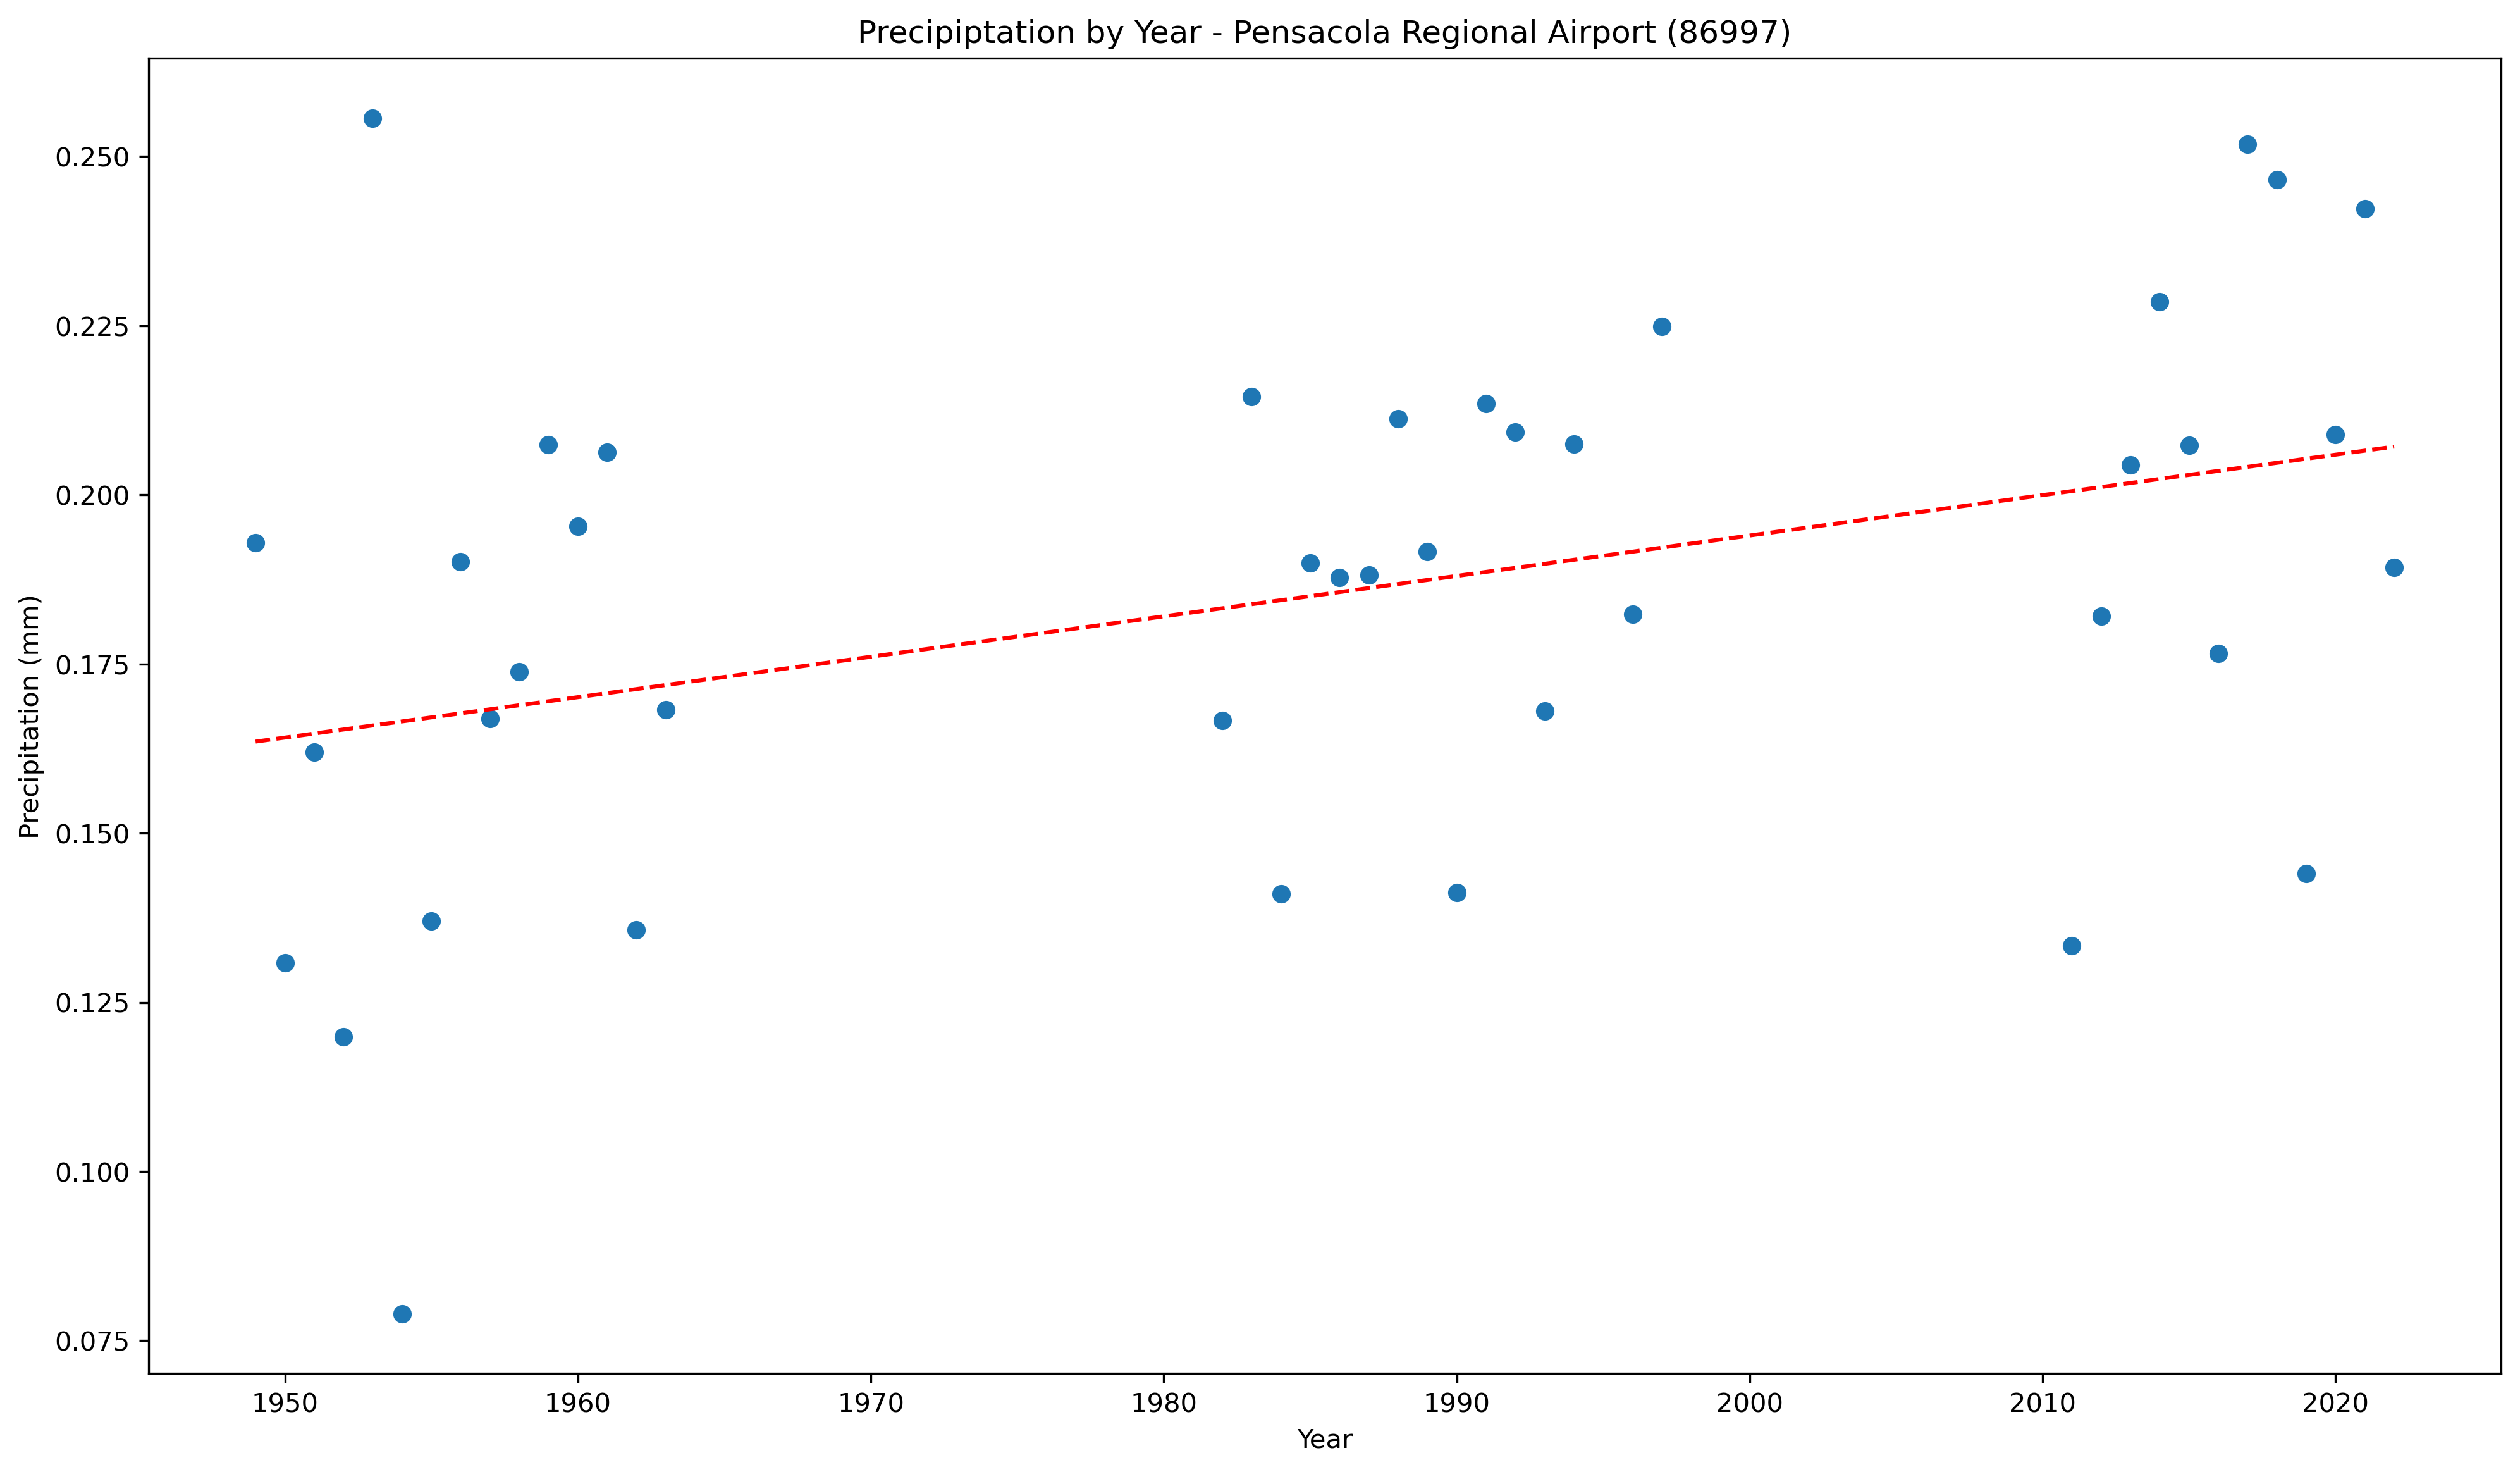 Precipiptation by Year - Pensacola Regional Airport (86997)
0.250
0.225
0.200
0.175
0.150
0.125
0.100
0.075
Precipitation (mm)
1950 1960 1970 1980 1990 2000 2010 2020
Year